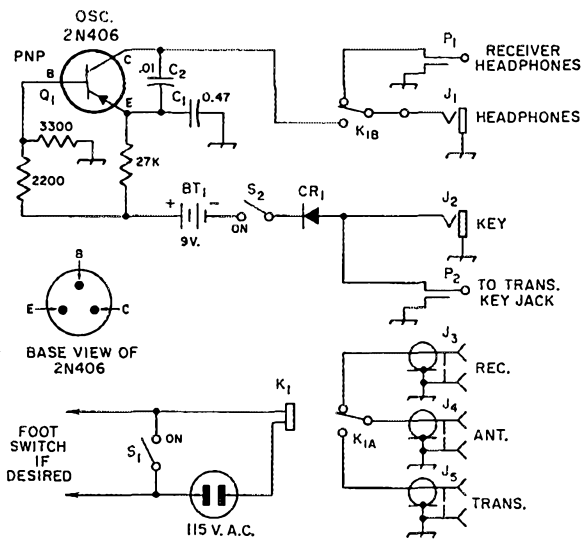 OSC.
2N406
PNP
B
C
E
Q1
.01
C2
C1
0.47
3300
2200
27K
P1
RECEIVER
HEADPHONES
J1
HEADPHONES
K1B
BT1
+
-
9V.
S2
ON
CR1
J2
KEY
P2
TO TRANS.
KEY JACK
B
E
C
BASE VIEW OF
2N406
K1
FOOT
SWITCH
IF
DESIRED
ON
S1
115 V. A.C.
K1A
J3
REC.
J4
ANT.
J5
TRANS.